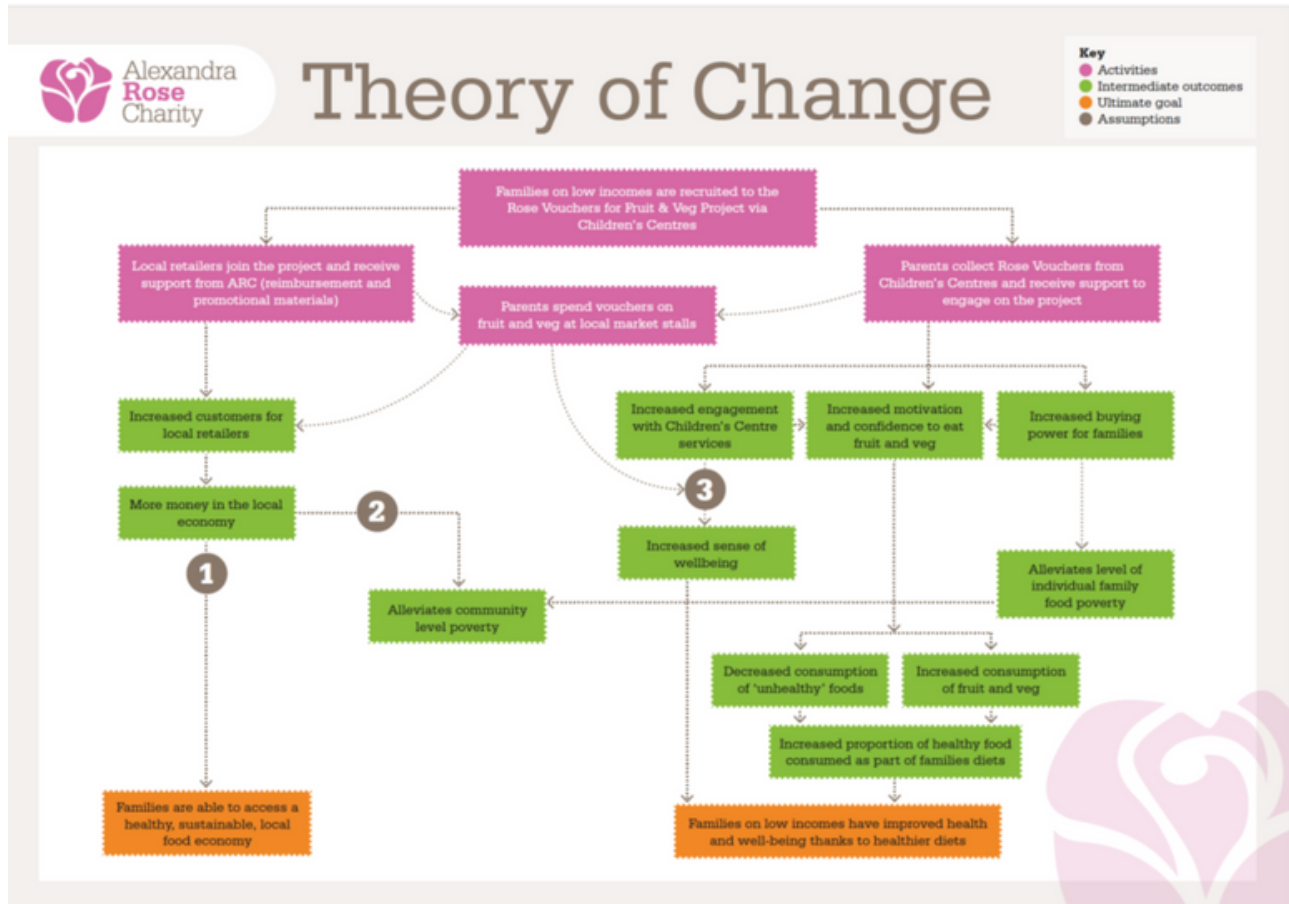 Alexandra
Rose
Charity
Theory of Change
Key
Activities
Intermediate outcomes
Ultimate goal
Assumptions
Families on low incomes are recruited to the
Rose Vouchers for Fruit & Veg Project via
Children's Centres
Local retailers join the project and receive
support from ARC (reimbursement and
promotional materials)
Parents spend vouchers on
fruit and veg at local market stalls
Parents collect Rose Vouchers from
Children's Centres and receive support to
engage on the project
Increased customers for
local retailers
Increased engagement
with Children's Centre
services
Increased motivation
and confidence to eat
fruit and veg
Increased buying
power for families
More money in the local
economy
2
3
1
Increased sense of
wellbeing
Alleviates level of
individual family
food poverty
Alleviates community
level poverty
Decreased consumption
of 'unhealthy' foods
Increased consumption
of fruit and veg
Increased proportion of healthy food
consumed as part of families diets
Families are able to access a
healthy, sustainable, local
food economy
Families on low incomes have improved health
and well-being thanks to healthier diets